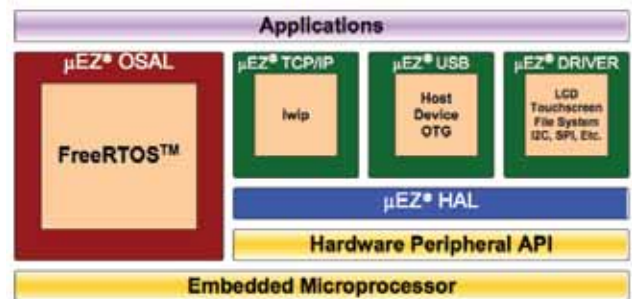 Applications
µEZ® OSAL
FreeRTOS™
µEZ® TCP/IP
lwip
µEZ® USB
Host
Device
OTG
µEZ® DRIVER
LCD
Touchscreen
File System
I2C, SPI, Etc.
µEZ® HAL
Hardware Peripheral API
Embedded Microprocessor